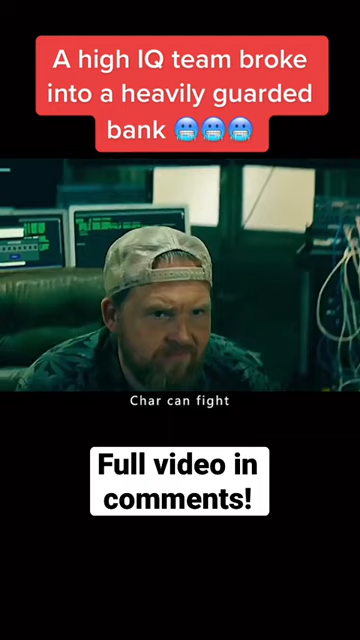 A high IQ team broke
into a heavily guarded
bank 🥶🥶🥶
Char can fight
Full video in
comments!